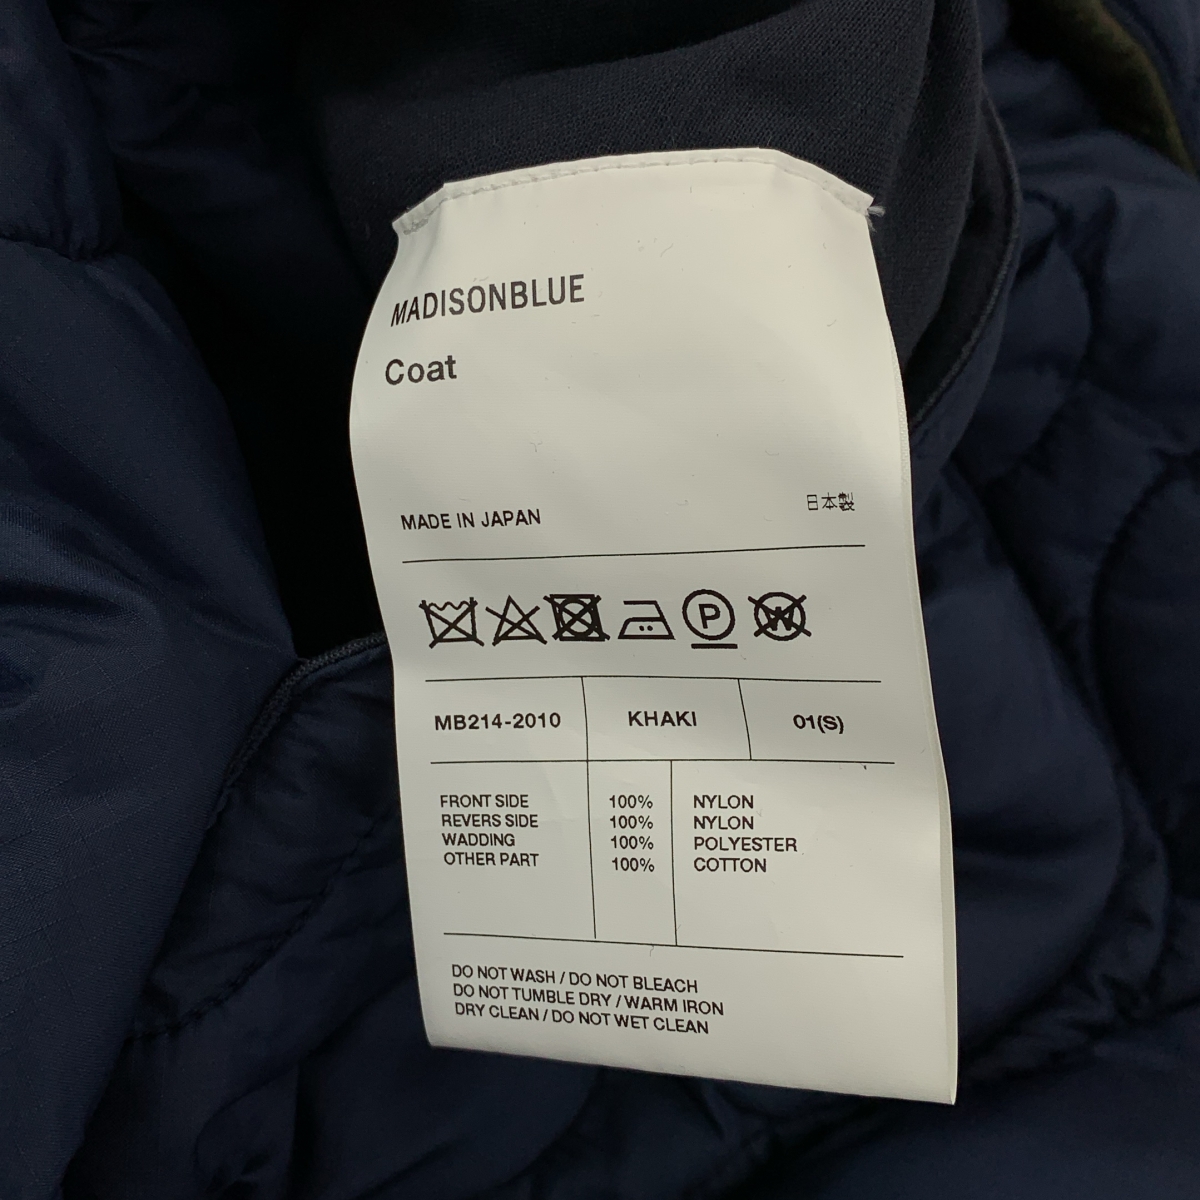 MADISONBLUE
Coat
MADE IN JAPAN 日本製
P W
MB214-2010 KHAKI 01(S)
FRONT SIDE 100% NYLON
REVERS SIDE 100% NYLON
WADDING 100% POLYESTER
OTHER PART 100% COTTON
DO NOT WASH / DO NOT BLEACH
DO NOT TUMBLE DRY / WARM IRON
DRY CLEAN / DO NOT WET CLEAN